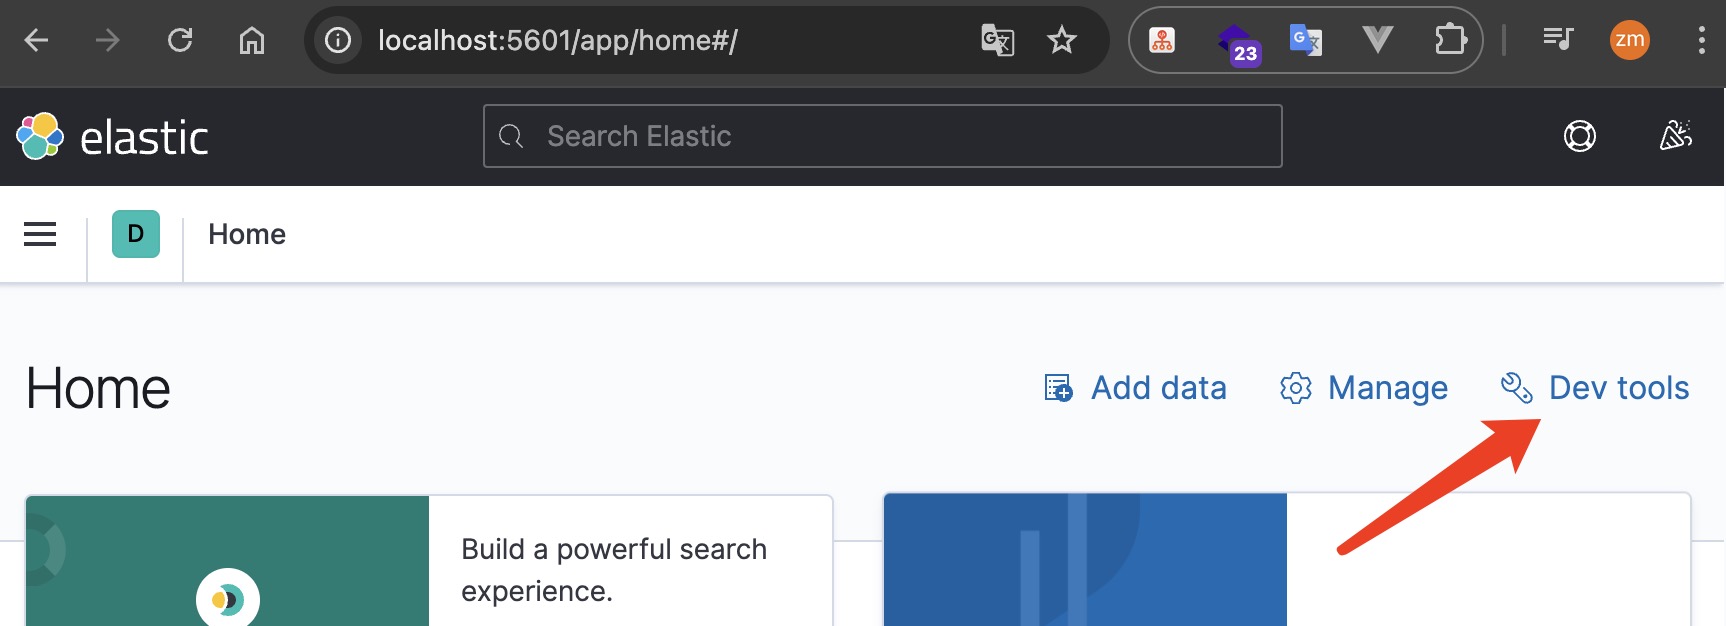 localhost:5601/app/home#/
23
zm
elastic
Search Elastic
D
Home
Home
Add data
Manage
Dev tools
Build a powerful search
experience.